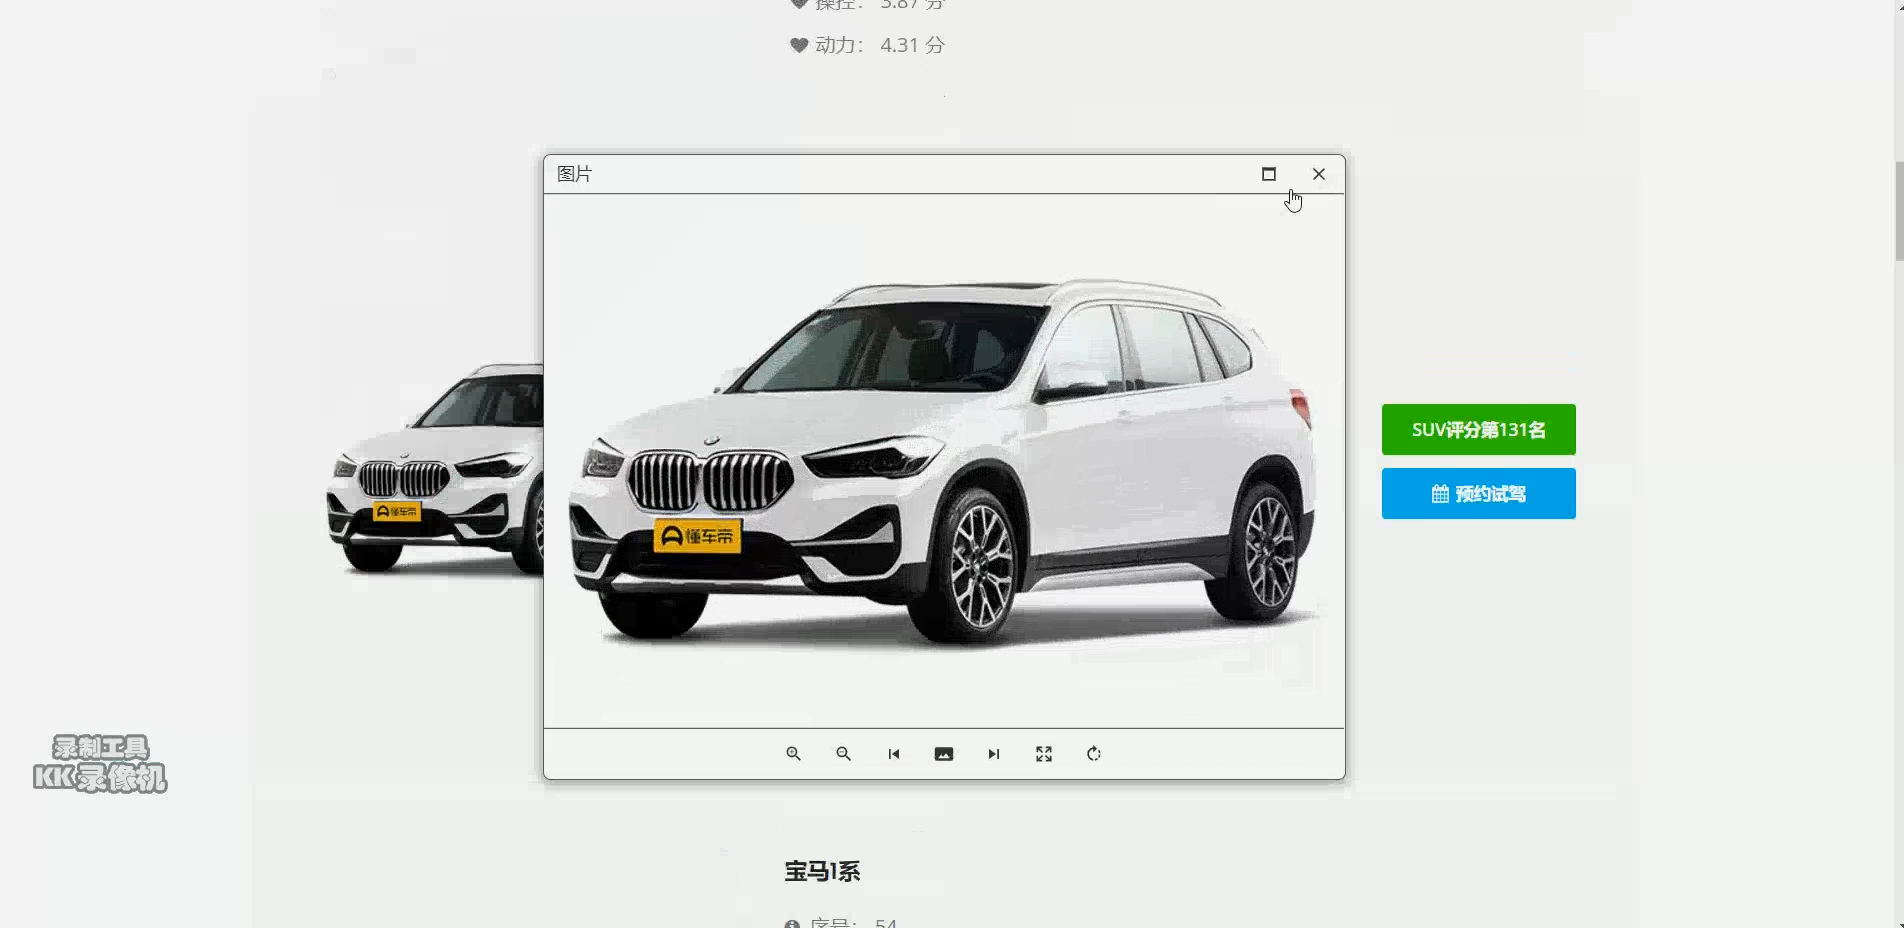 操控： 3.87 分
动力： 4.31 分
图片
懂车帝
懂车帝
SUV评分第131名
预约试驾
录制工具
KK录像机
宝马1系
序号： 54